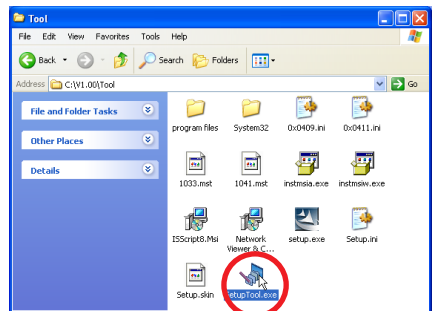 Tool
File Edit View Favorites Tools Help
Back Search Folders
Address C:\V1.00\Tool Go
File and Folder Tasks
Other Places
Details
program files System32 0x0409.ini 0x0411.ini
1033.mst 1041.mst instmsia.exe instmsiw.exe
ISScript8.Msi Network Viewer & C... setup.exe Setup.ini
Setup.skin SetupTool.exe